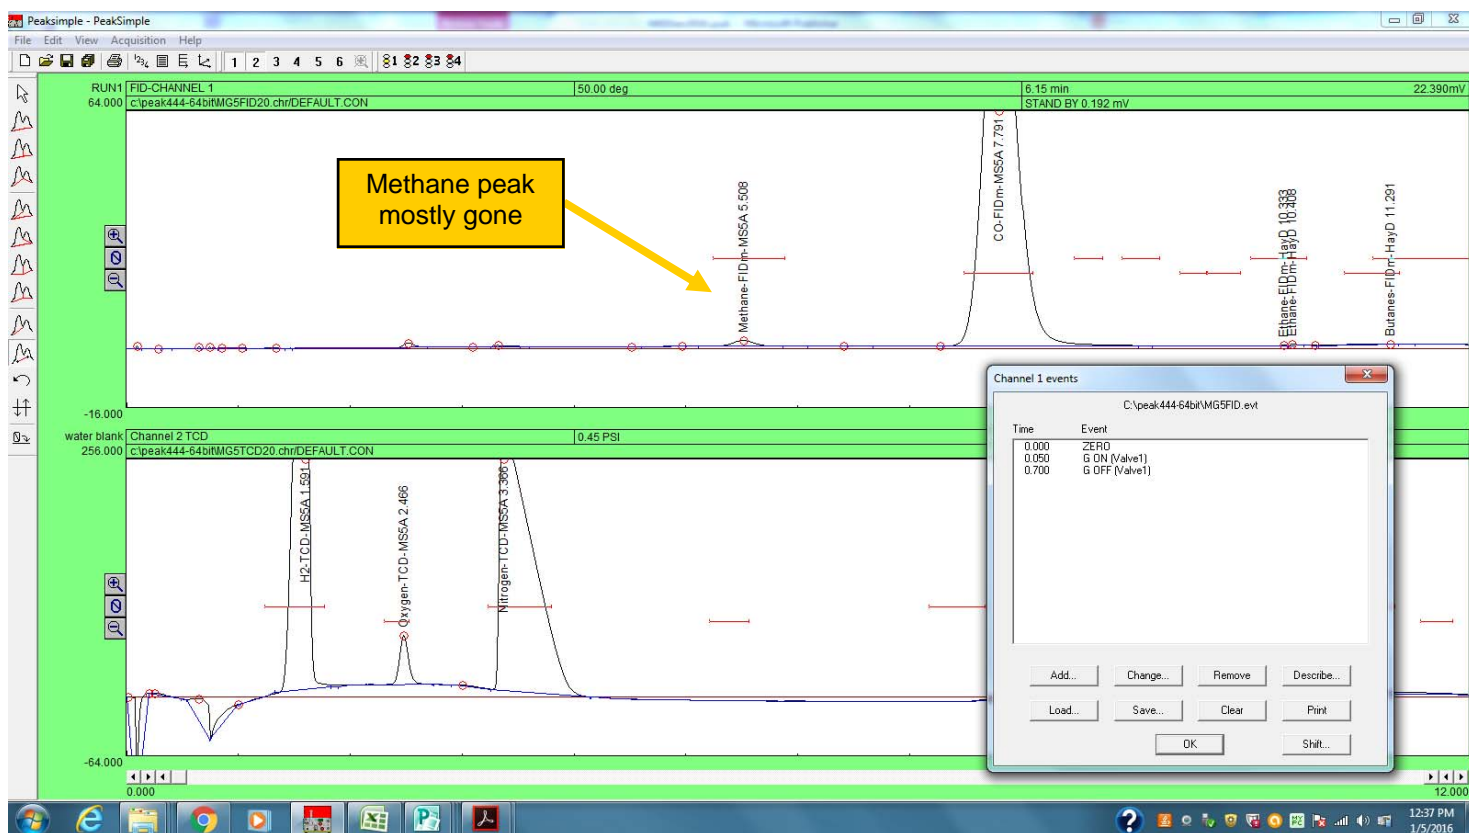 Peaksimple - PeakSimple
File Edit View Acquisition Help
1 2 3 4 5 6 81 82 83 84
RUN1 FID-CHANNEL 1 50.00 deg 6.15 min 22.390mV
64.000 c:\peak444-64bit\MG5FID20.chr/DEFAULT.CON STAND BY 0.192 mV
Methane peak
mostly gone
Methane-FIDm-MS5A 5.508
CO-FIDm-MS5A 7.791
Ethane-FIDm-HayD 10.333
Ethane-FIDm-HayD 10.408
Butanes-FIDm-HayD 11.291
-16.000
water blank Channel 2 TCD 0.45 PSI
256.000 c:\peak444-64bit\MG5TCD20.chr/DEFAULT.CON
H2-TCD-MS5A 1.591
Oxygen-TCD-MS5A 2.466
Nitrogen-TCD-MS5A 3.366
-64.000
0.000 12.000
Channel 1 events
C:\peak444-64bit\MG5FID.evt
Time Event
0.000 ZERO
0.050 G ON (Valve1)
0.700 G OFF (Valve1)
Add... Change... Remove Describe...
Load... Save... Clear Print
OK Shift...
12:37 PM
1/5/2016